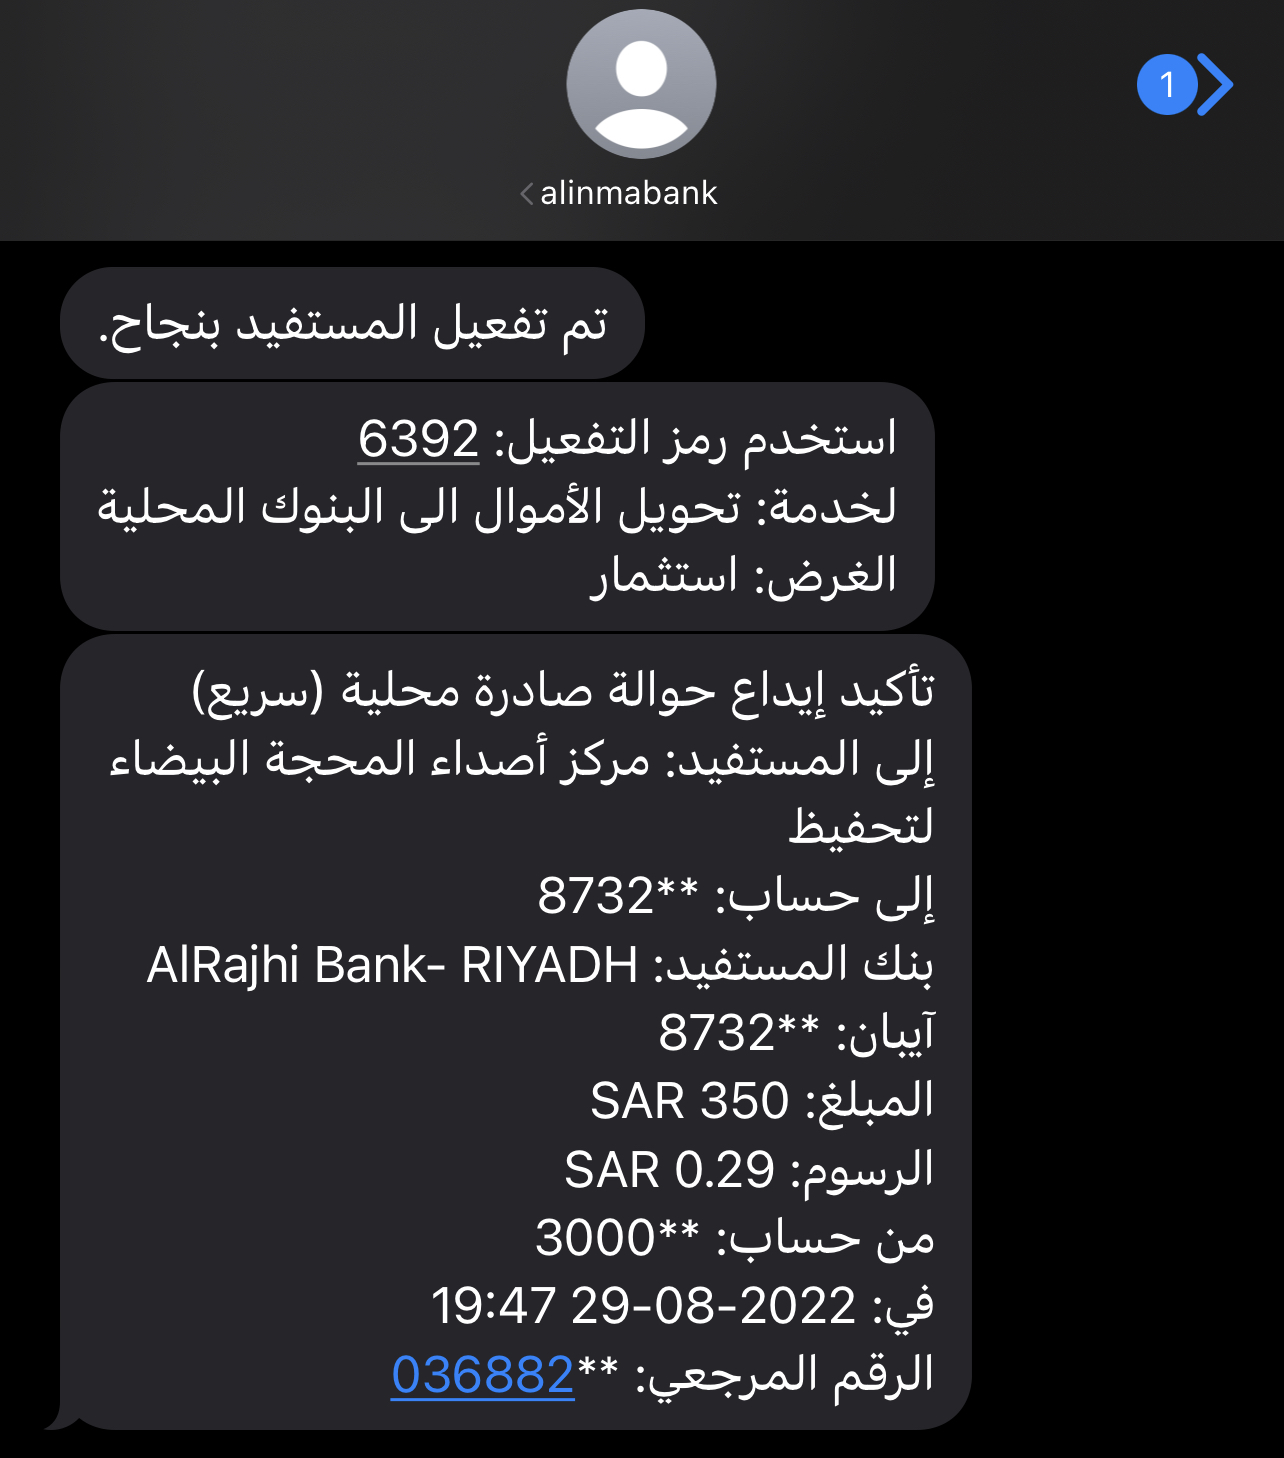 1
alinmabank
تم تفعيل المستفيد بنجاح.
استخدم رمز التفعيل: 6392
لخدمة: تحويل الأموال الى البنوك المحلية
الغرض: استثمار
تأكيد إيداع حوالة صادرة محلية (سريع)
إلى المستفيد: مركز أصداء المحجة البيضاء
لتحفيظ
إلى حساب: **8732
بنك المستفيد: AlRajhi Bank- RIYADH
آيبان: **8732
المبلغ: SAR 350
الرسوم: SAR 0.29
من حساب: **3000
في: 2022-08-29 19:47
الرقم المرجعي: **036882